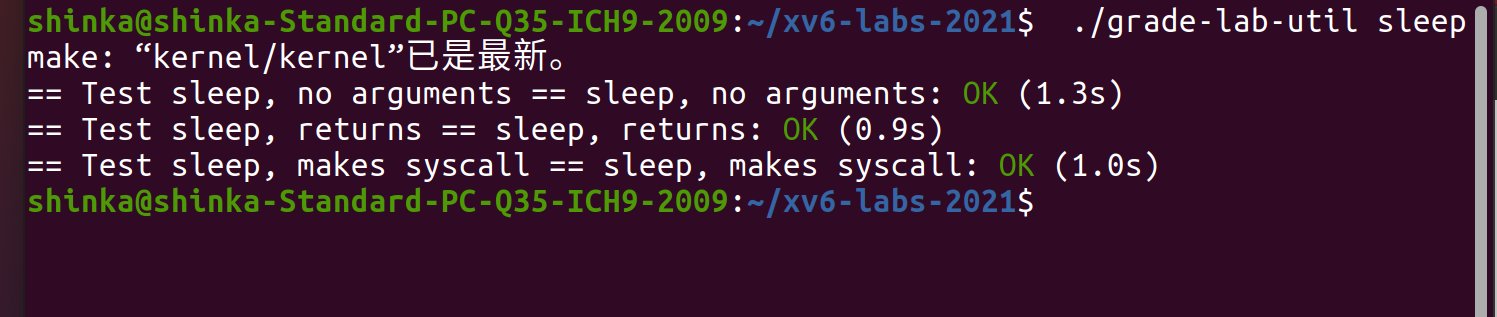 shinka@shinka-Standard-PC-Q35-ICH9-2009:~/xv6-labs-2021$  ./grade-lab-util sleep
make: “kernel/kernel”已是最新。
== Test sleep, no arguments == sleep, no arguments: OK (1.3s)
== Test sleep, returns == sleep, returns: OK (0.9s)
== Test sleep, makes syscall == sleep, makes syscall: OK (1.0s)
shinka@shinka-Standard-PC-Q35-ICH9-2009:~/xv6-labs-2021$